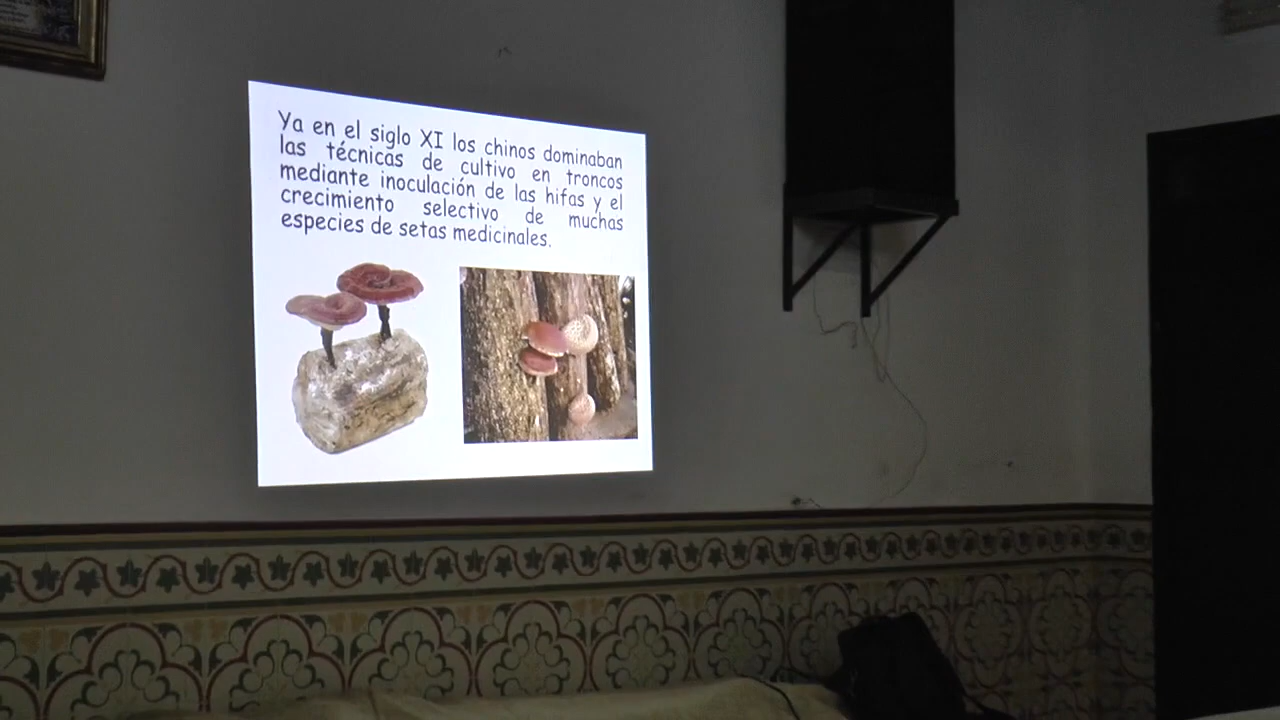 Ya en el siglo XI los chinos dominaban
las técnicas de cultivo en troncos
mediante inoculación de las hifas y el
crecimiento selectivo de muchas
especies de setas medicinales.